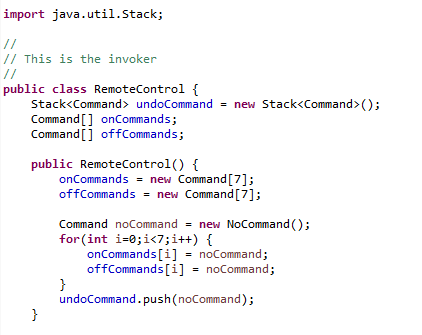 import java.util.Stack;

//
// This is the invoker
//
public class RemoteControl {
    Stack<Command> undoCommand = new Stack<Command>();
    Command[] onCommands;
    Command[] offCommands;

    public RemoteControl() {
        onCommands = new Command[7];
        offCommands = new Command[7];

        Command noCommand = new NoCommand();
        for(int i=0;i<7;i++) {
            onCommands[i] = noCommand;
            offCommands[i] = noCommand;
        }
        undoCommand.push(noCommand);
    }